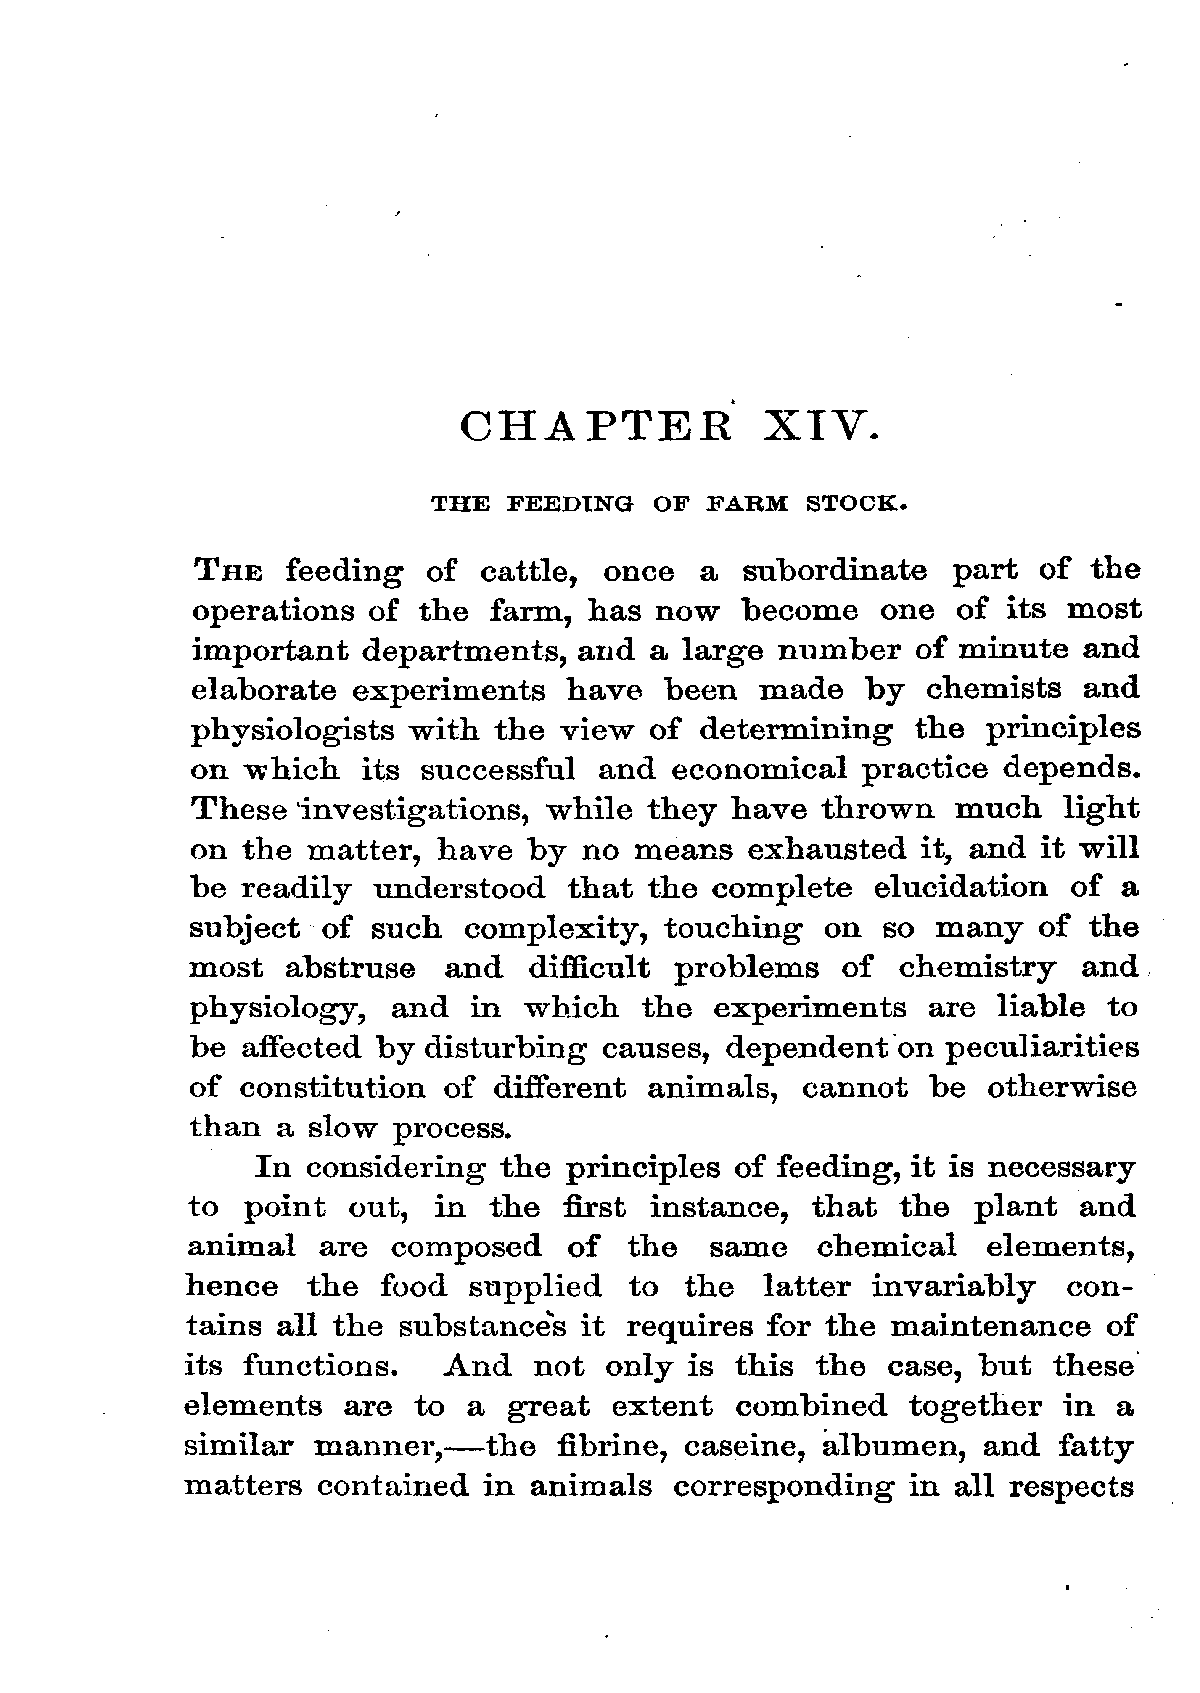 CHAPTER XIV.
THE FEEDING OF FARM STOCK.
THE feeding of cattle, once a subordinate part of the
operations of the farm, has now become one of its most
important departments, and a large number of minute and
elaborate experiments have been made by chemists and
physiologists with the view of determining the principles
on which its successful and economical practice depends.
These investigations, while they have thrown much light
on the matter, have by no means exhausted it, and it will
be readily understood that the complete elucidation of a
subject of such complexity, touching on so many of the
most abstruse and difficult problems of chemistry and
physiology, and in which the experiments are liable to
be affected by disturbing causes, dependent on peculiarities
of constitution of different animals, cannot be otherwise
than a slow process.
In considering the principles of feeding, it is necessary
to point out, in the first instance, that the plant and
animal are composed of the same chemical elements,
hence the food supplied to the latter invariably con-
tains all the substances it requires for the maintenance of
its functions. And not only is this the case, but these
elements are to a great extent combined together in a
similar manner,—the fibrine, caseine, albumen, and fatty
matters contained in animals corresponding in all respects